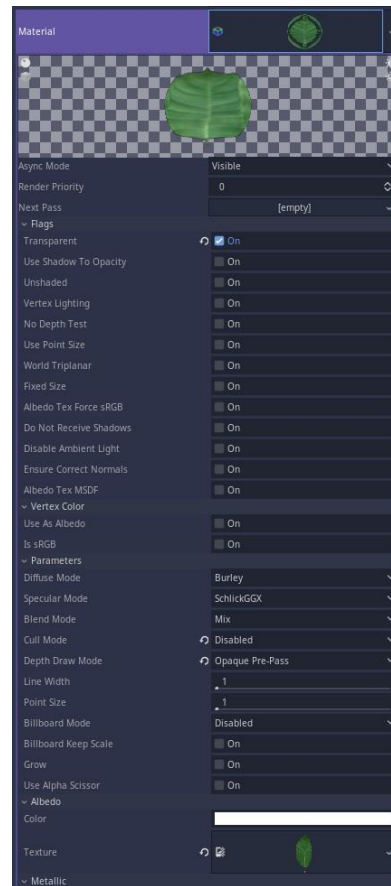 Material
Async Mode Visible
Render Priority 0
Next Pass [empty]
Flags
Transparent On
Use Shadow To Opacity On
Unshaded On
Vertex Lighting On
No Depth Test On
Use Point Size On
World Triplanar On
Fixed Size On
Albedo Tex Force sRGB On
Do Not Receive Shadows On
Disable Ambient Light On
Ensure Correct Normals On
Albedo Tex MSDF On
Vertex Color
Use As Albedo On
Is sRGB On
Parameters
Diffuse Mode Burley
Specular Mode SchlickGGX
Blend Mode Mix
Cull Mode Disabled
Depth Draw Mode Opaque Pre-Pass
Line Width 1
Point Size 1
Billboard Mode Disabled
Billboard Keep Scale On
Grow On
Use Alpha Scissor On
Albedo
Color
Texture
Metallic